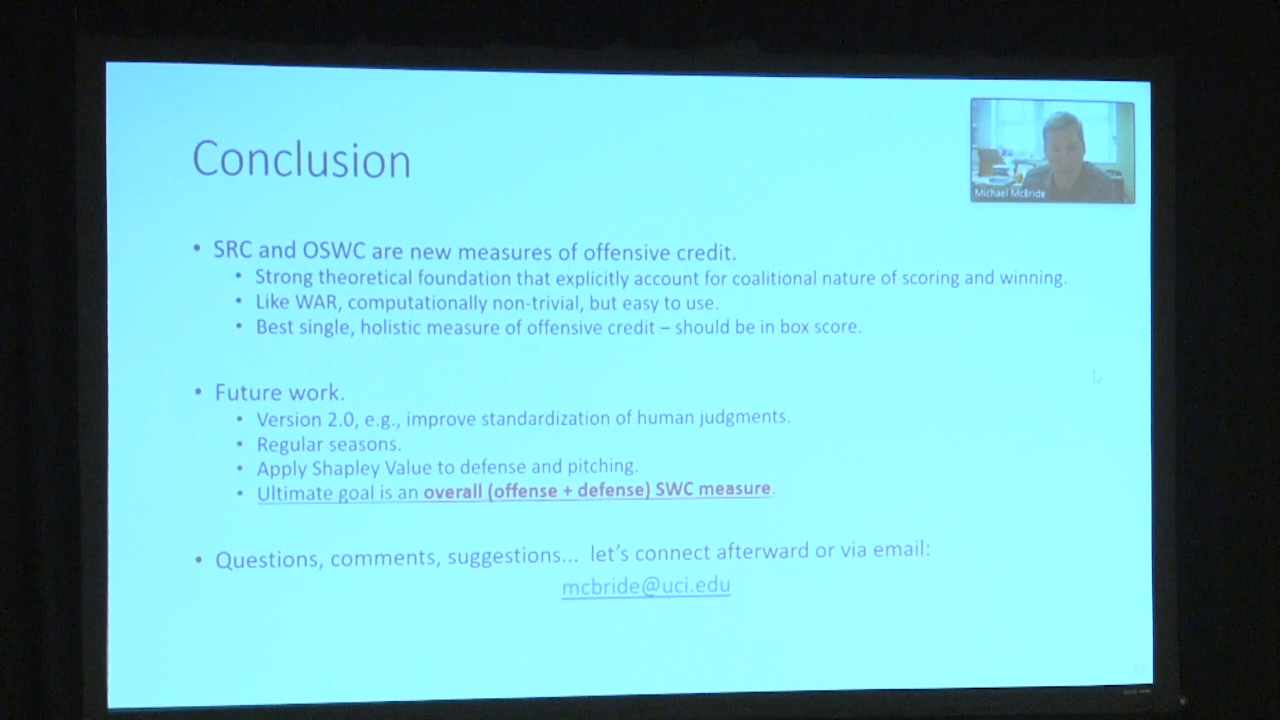 Conclusion
Michael McBride
• SRC and OSWC are new measures of offensive credit.
• Strong theoretical foundation that explicitly account for coalitional nature of scoring and winning.
• Like WAR, computationally non-trivial, but easy to use.
• Best single, holistic measure of offensive credit – should be in box score.
• Future work.
• Version 2.0, e.g., improve standardization of human judgments.
• Regular seasons.
• Apply Shapley Value to defense and pitching.
• Ultimate goal is an overall (offense + defense) SWC measure.
• Questions, comments, suggestions... let's connect afterward or via email:
mcbride@uci.edu